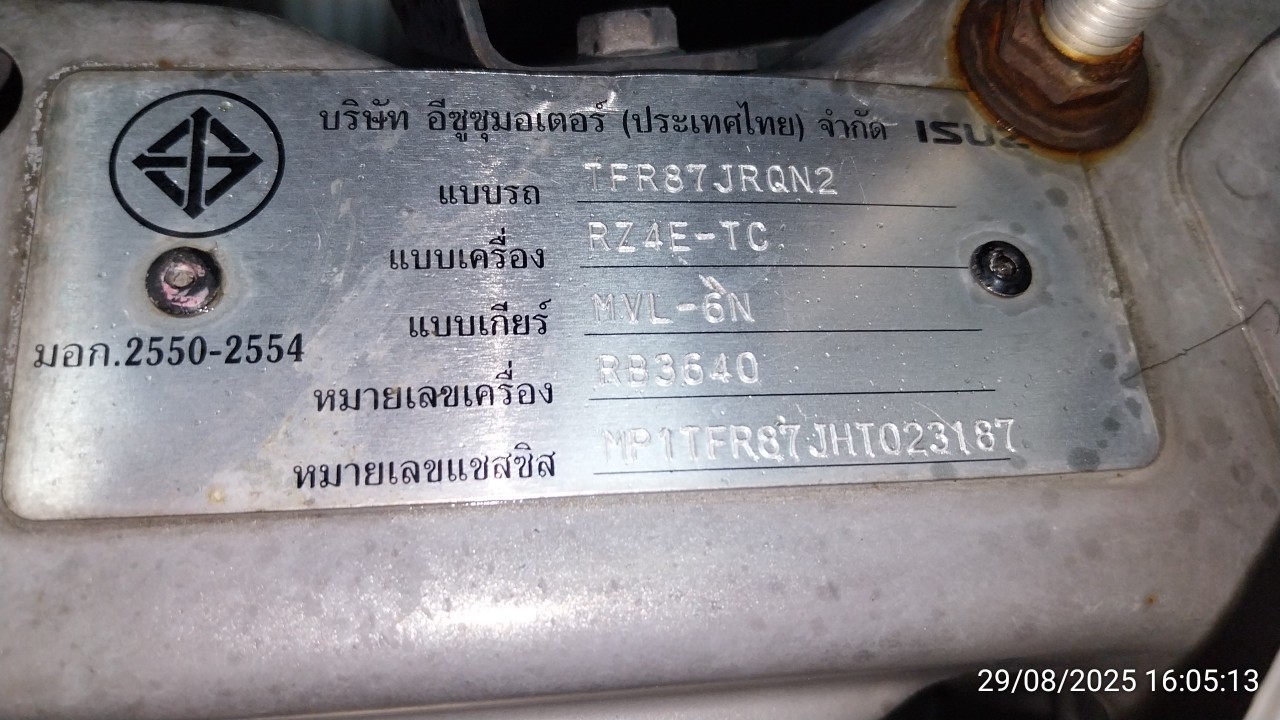 บริษัท อีซูซุมอเตอร์ (ประเทศไทย) จำกัด ISUZ
แบบรถ TFR87JRQN2
แบบเครื่อง RZ4E-TC
แบบเกียร์ MVL-6N
มอก.2550-2554
หมายเลขเครื่อง RB3640
หมายเลขแชสซิส MP1TFR87JHT023187
29/08/2025 16:05:13